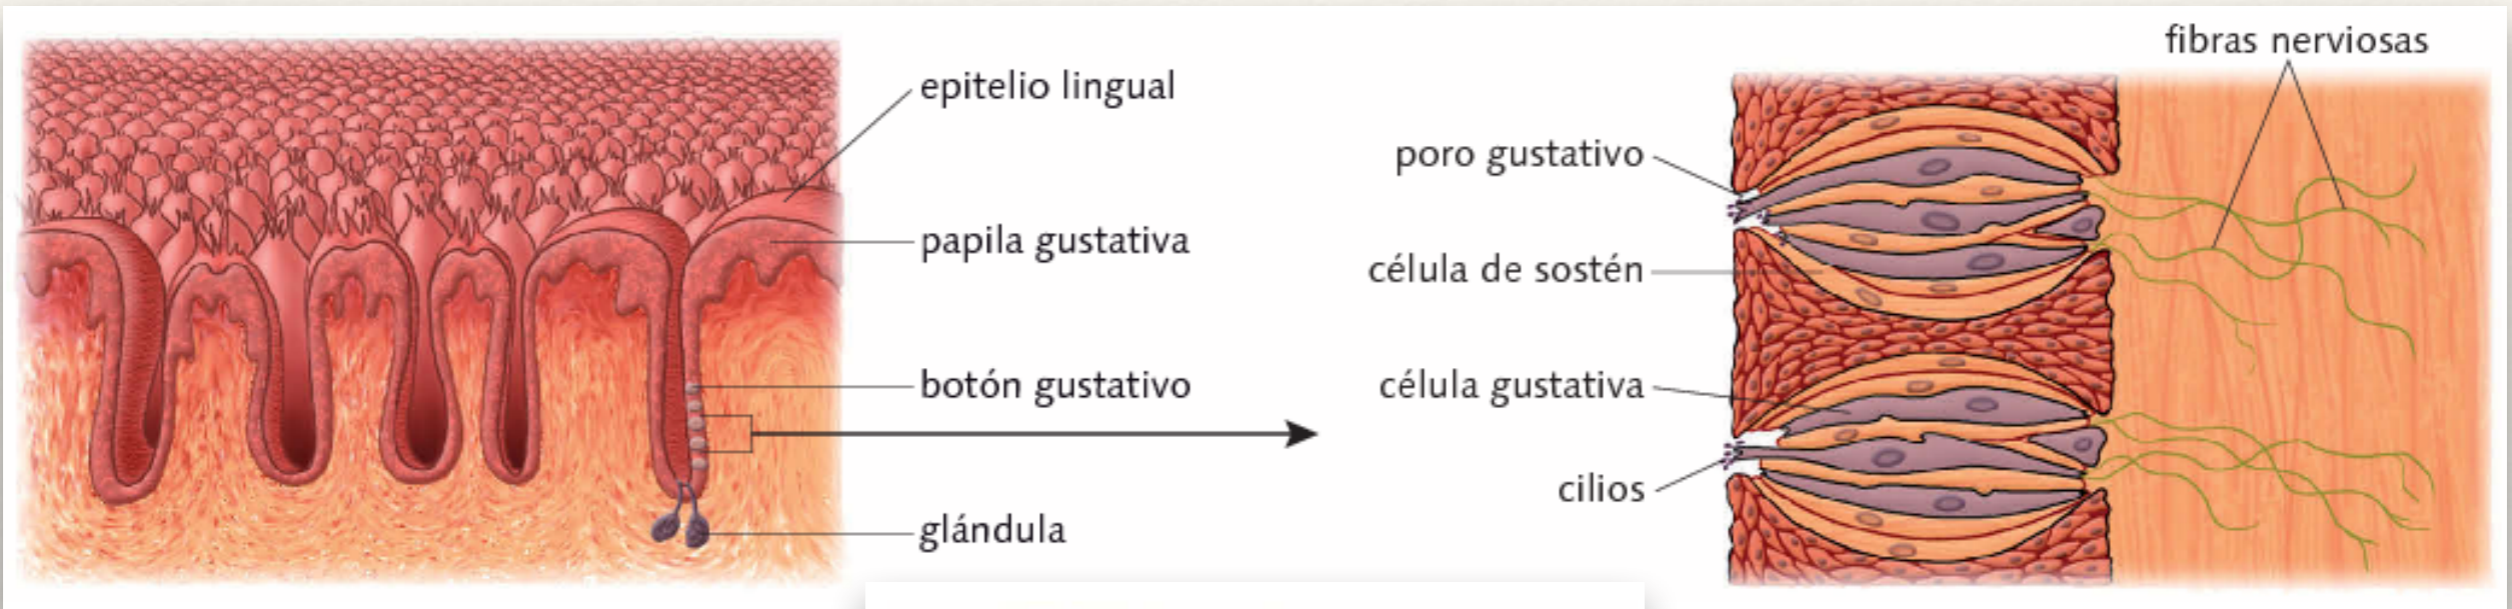 epitelio lingual
papila gustativa
botón gustativo
glándula
fibras nerviosas
poro gustativo
célula de sostén
célula gustativa
cilios